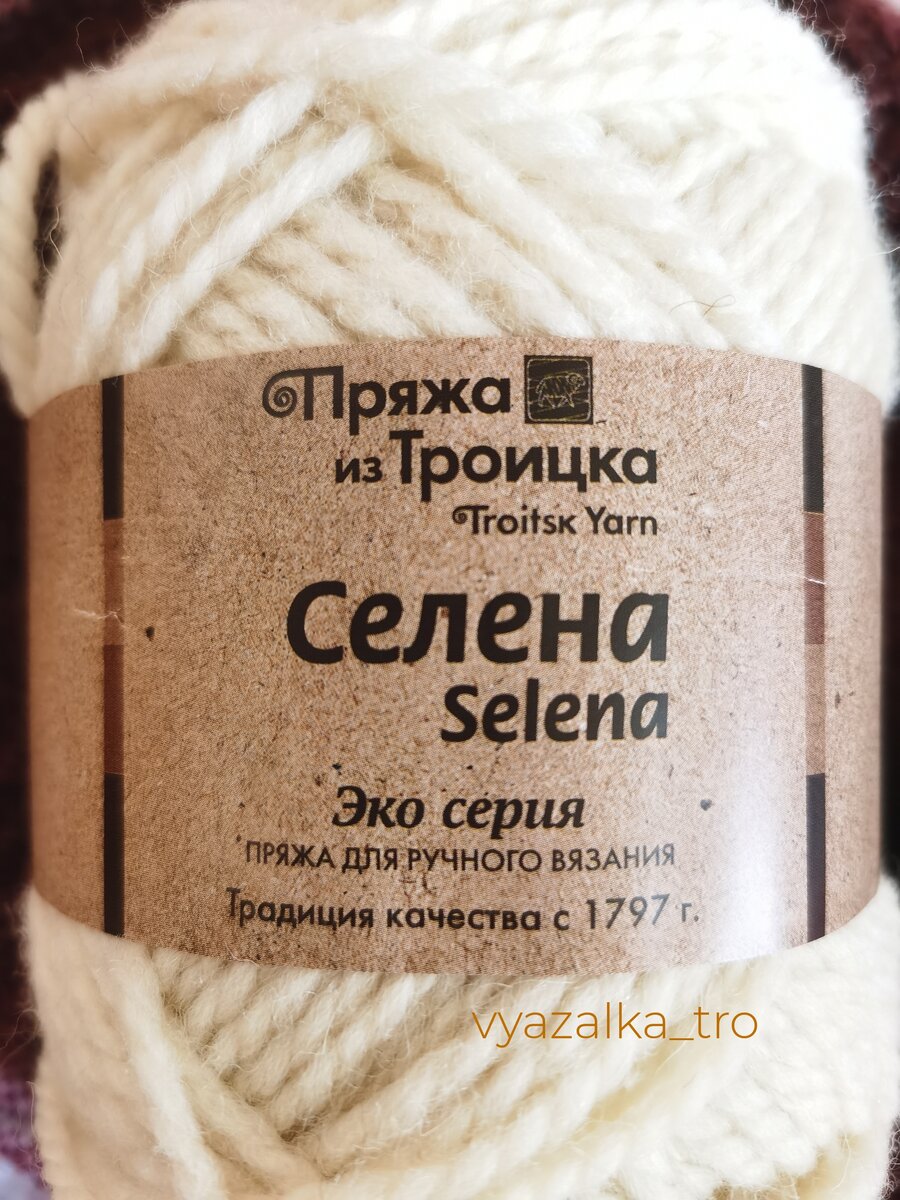 Пряжа
из Троицка
Troitsk Yarn
Селена
Selena
Эко серия
ПРЯЖА ДЛЯ РУЧНОГО ВЯЗАНИЯ
Традиция качества с 1797 г.
vyazalka_tro